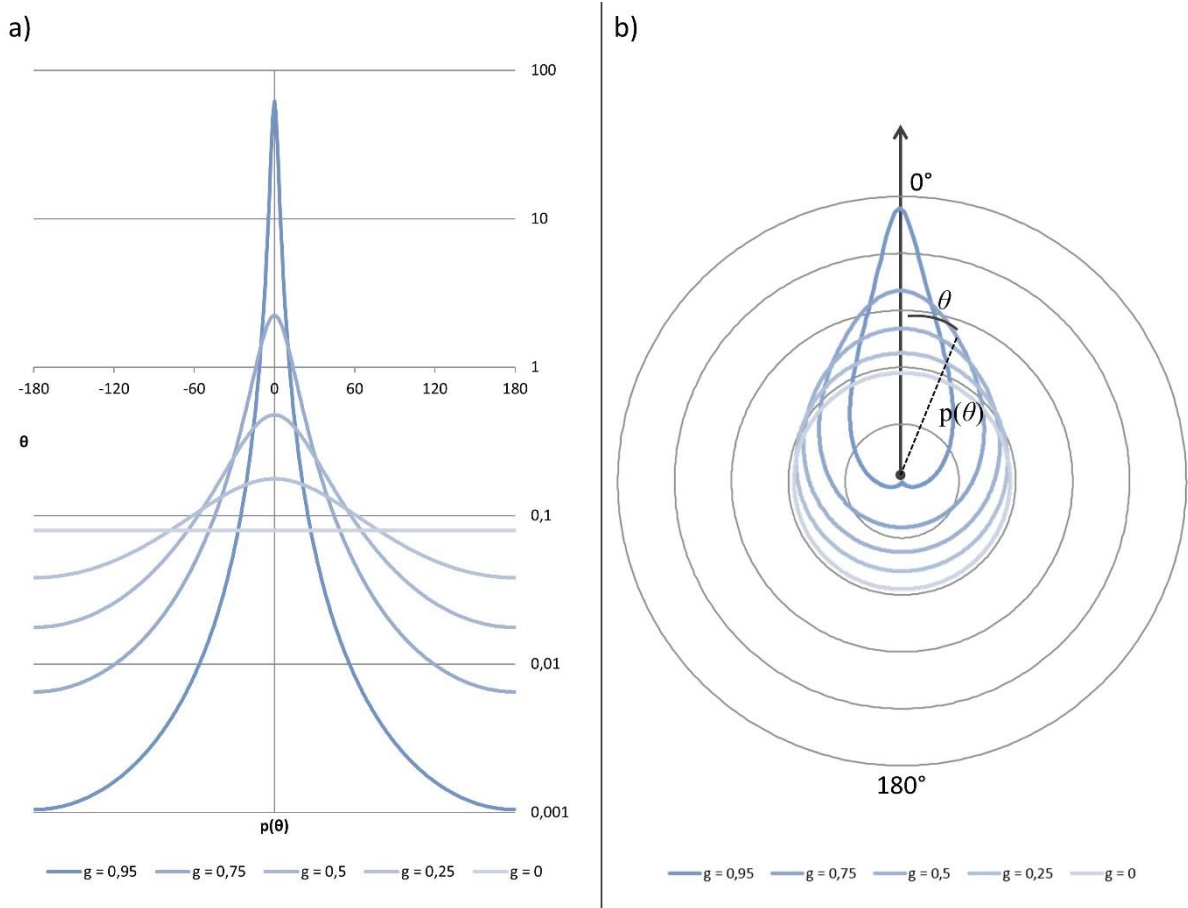 a)
100
10
1
-180 -120 -60 0 60 120 180
θ
0,1
0,01
0,001
p(θ)
g = 0,95 g = 0,75 g = 0,5 g = 0,25 g = 0
b)
0°
θ
p(θ)
180°
g = 0,95 g = 0,75 g = 0,5 g = 0,25 g = 0